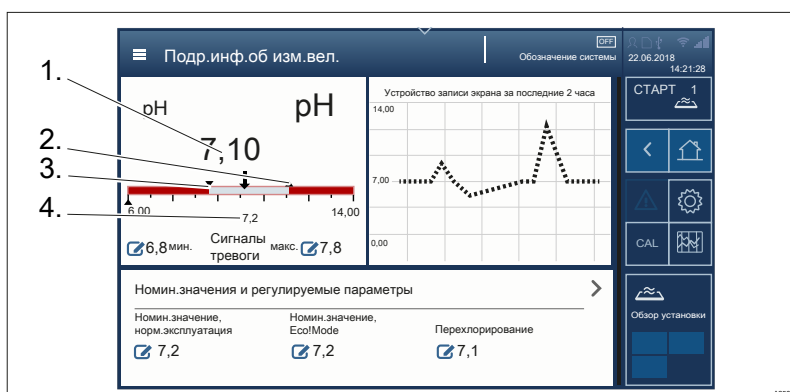 1.
2.
3.
4.
Подр.инф.об изм.вел.
OFF
Обозначение системы
22.06.2018
14:21:28
pH
pH
7,10
6,00
7,2
14,00
6,8 мин.
Сигналы
тревоги
макс. 7,8
Устройство записи экрана за последние 2 часа
14,00
7,00
0,00
СТАРТ 1
CAL
Обзор установки
Номин.значения и регулируемые параметры
Номин.значение,
норм.эксплуатация
7,2
Номин.значение,
Eco!Mode
7,2
Перехлорирование
7,1